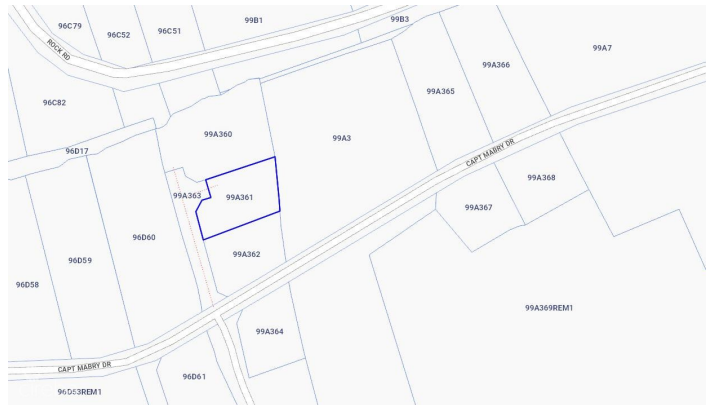 96C79
96C52
96C51
99B1
99B3
ROCK RD
99A7
99A366
99A365
96C82
99A360
99A3
96D17
CAPT MABRY DR
99A368
99A363
99A361
99A367
96D60
96D59
99A362
96D58
99A369REM1
99A364
CAPT MABRY DR
96D61
96D53REM1